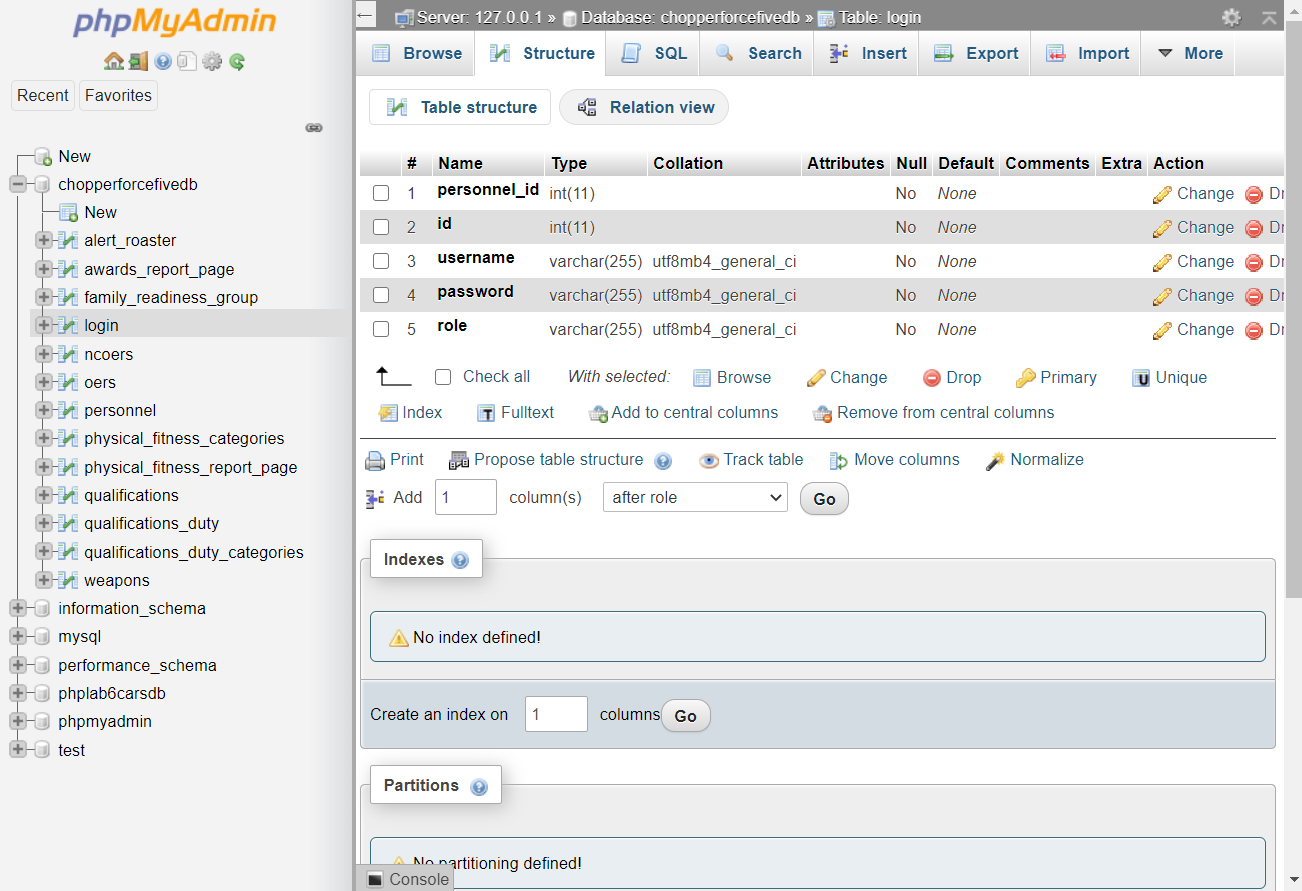 phpMyAdmin
Recent Favorites
New
chopperforcefivedb
New
alert_roaster
awards_report_page
family_readiness_group
login
ncoers
oers
personnel
physical_fitness_categories
physical_fitness_report_page
qualifications
qualifications_duty
qualifications_duty_categories
weapons
information_schema
mysql
performance_schema
phplab6carsdb
phpmyadmin
test
Server: 127.0.0.1 » Database: chopperforcefivedb » Table: login
Browse Structure SQL Search Insert Export Import More
Table structure Relation view
# Name Type Collation Attributes Null Default Comments Extra Action
1 personnel_id int(11) No None Change Dr
2 id int(11) No None Change Dr
3 username varchar(255) utf8mb4_general_ci No None Change Dr
4 password varchar(255) utf8mb4_general_ci No None Change Dr
5 role varchar(255) utf8mb4_general_ci No None Change Dr
Check all With selected: Browse Change Drop Primary Unique
Index Fulltext Add to central columns Remove from central columns
Print Propose table structure Track table Move columns Normalize
Add 1 column(s) after role Go
Indexes
No index defined!
Create an index on 1 columns Go
Partitions
No partitioning defined!
Console